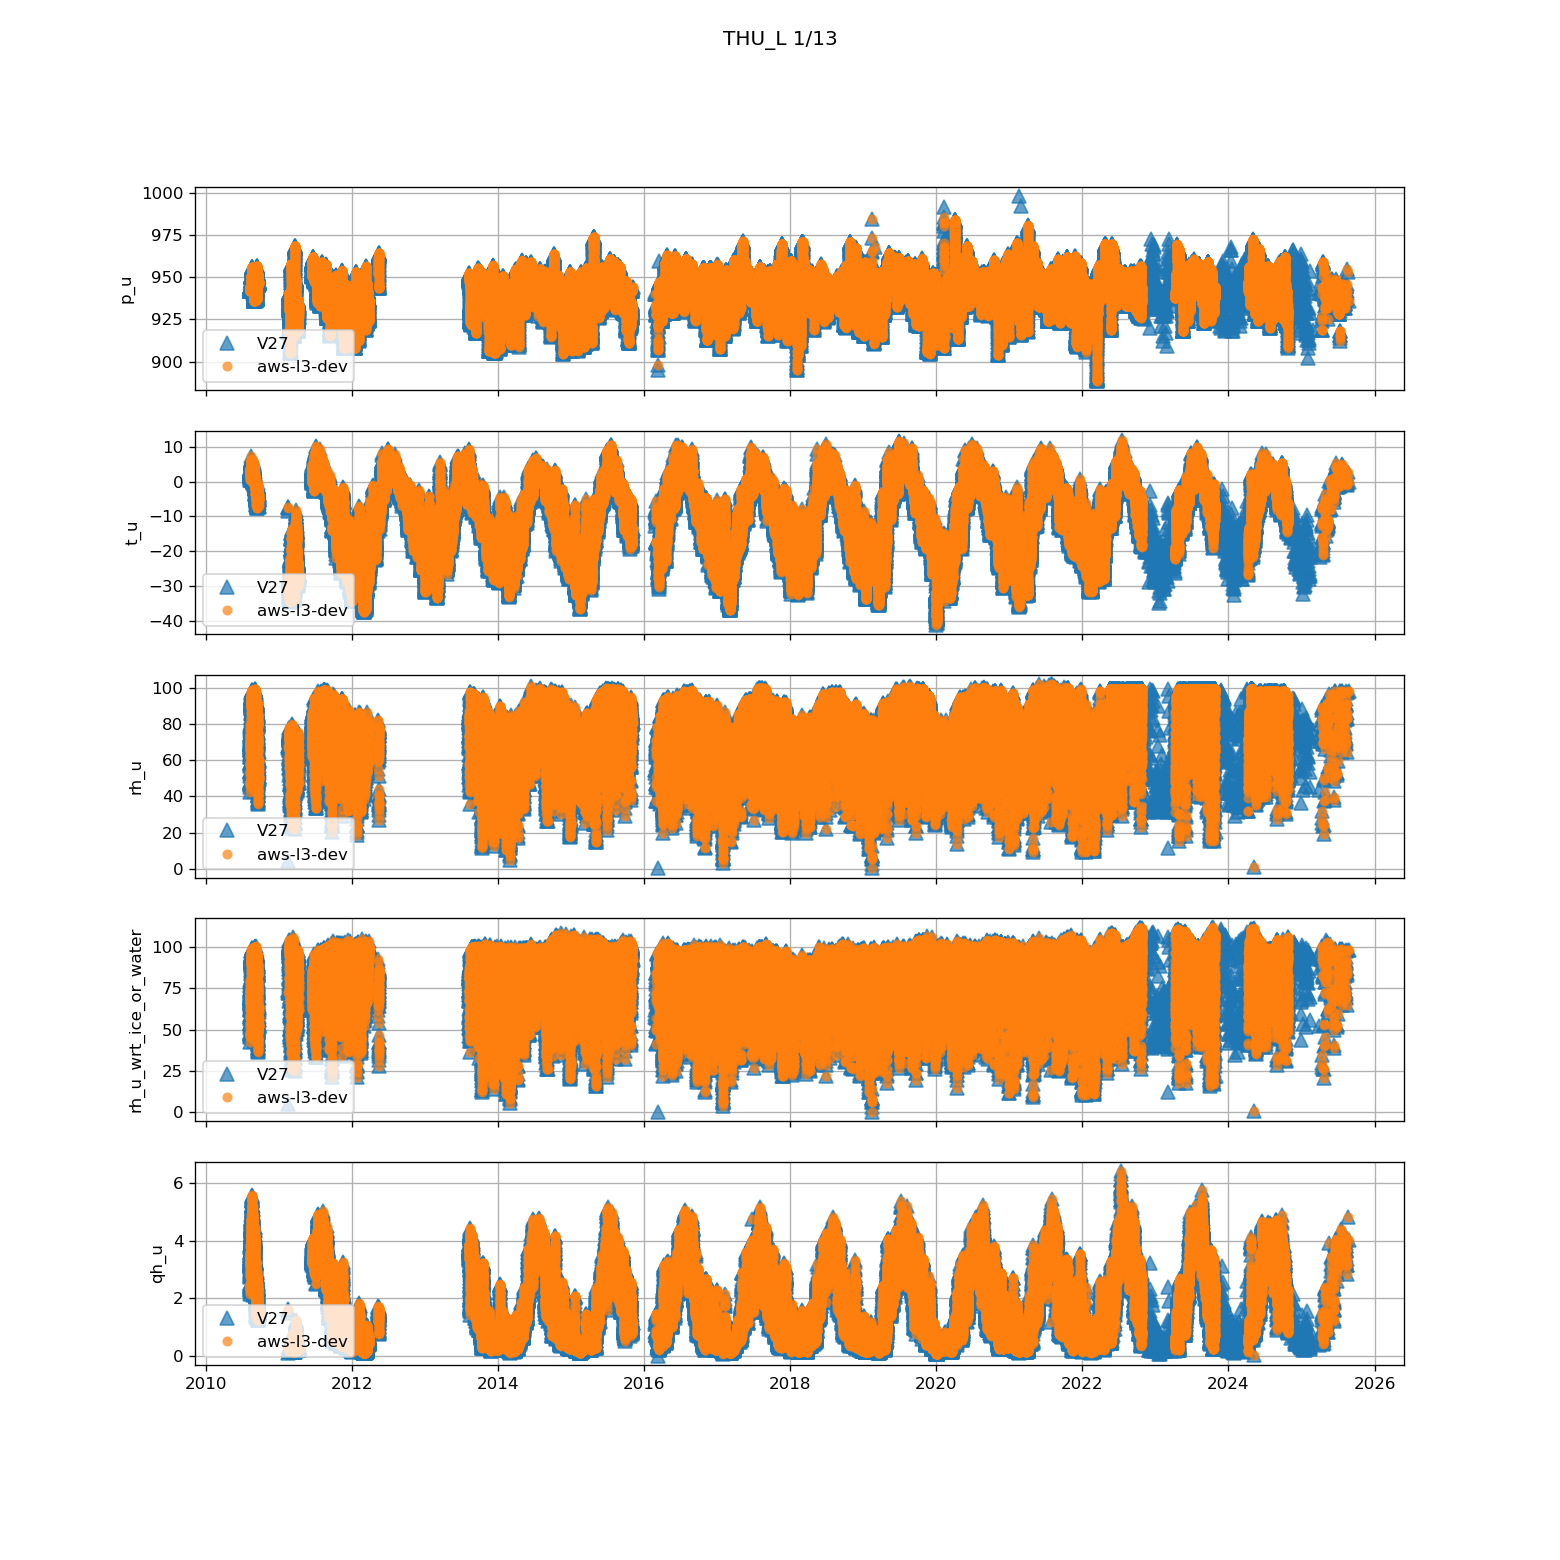 THU_L 1/13
1000
975
950
925
900
p_u
V27
aws-l3-dev
10
0
−10
−20
−30
−40
t_u
V27
aws-l3-dev
100
80
60
40
20
0
rh_u
V27
aws-l3-dev
100
75
50
25
0
rh_u_wrt_ice_or_water
V27
aws-l3-dev
6
4
2
0
qh_u
V27
aws-l3-dev
2010 2012 2014 2016 2018 2020 2022 2024 2026